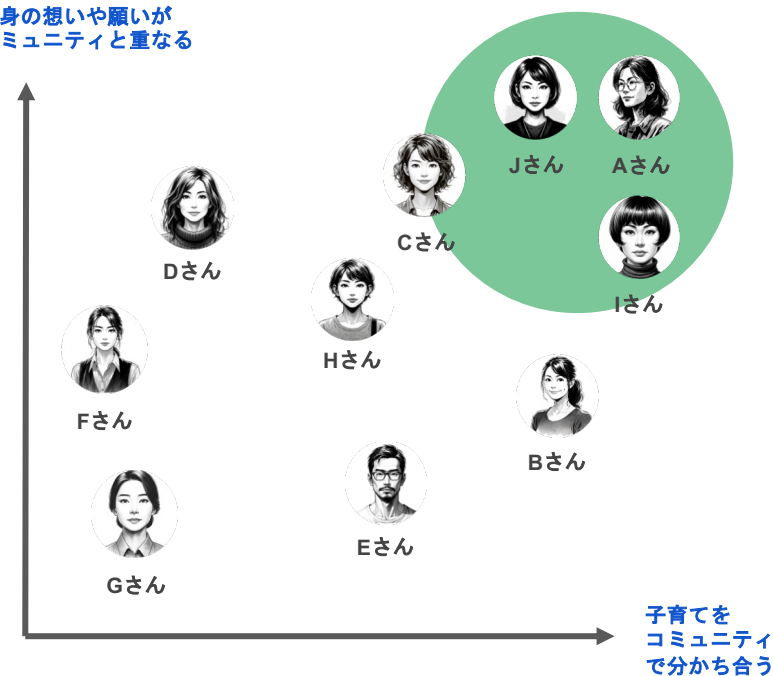 身の想いや願いが
ミュニティと重なる
Jさん
Aさん
Cさん
Dさん
Iさん
Hさん
Fさん
Bさん
Eさん
Gさん
子育てを
コミュニティ
で分かち合う